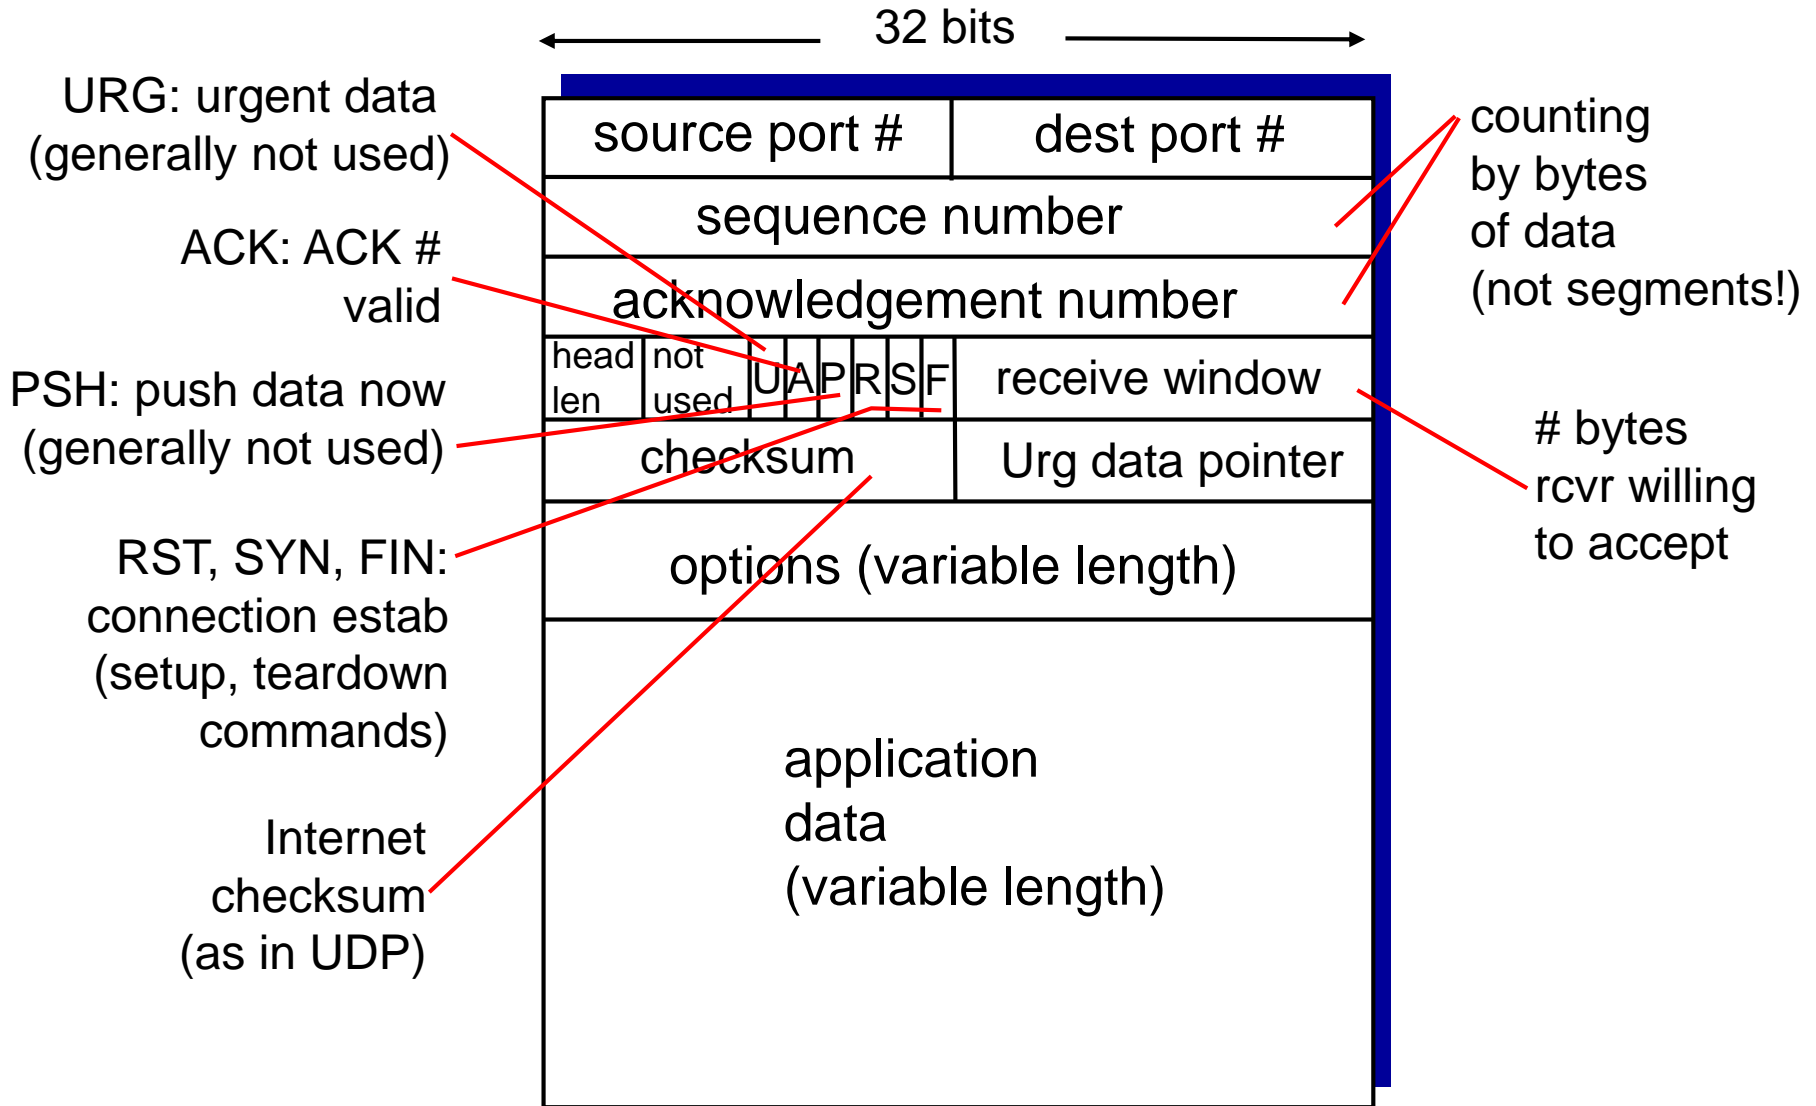 32 bits
URG: urgent data
(generally not used)
ACK: ACK #
valid
PSH: push data now
(generally not used)
RST, SYN, FIN:
connection estab
(setup, teardown
commands)
Internet
checksum
(as in UDP)
source port #
dest port #
sequence number
acknowledgement number
head
len
not
used
U A P R S F
receive window
checksum
Urg data pointer
options (variable length)
application
data
(variable length)
counting
by bytes
of data
(not segments!)
# bytes
rcvr willing
to accept